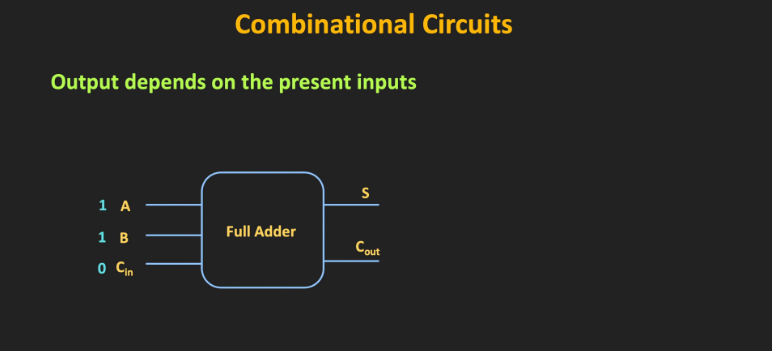 Combinational Circuits
Output depends on the present inputs
1 A
1 B
0 Cin
Full Adder
S
Cout